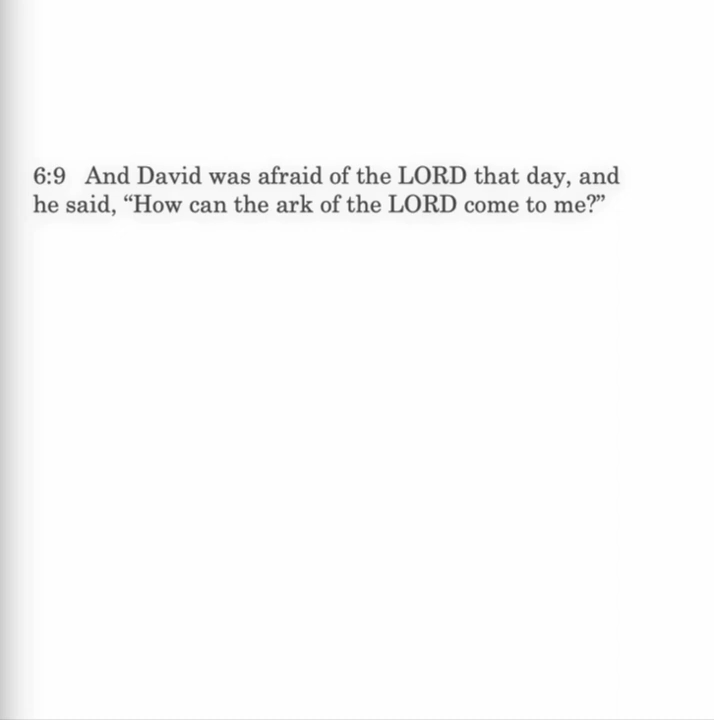 6:9 And David was afraid of the LORD that day, and
he said, “How can the ark of the LORD come to me?”